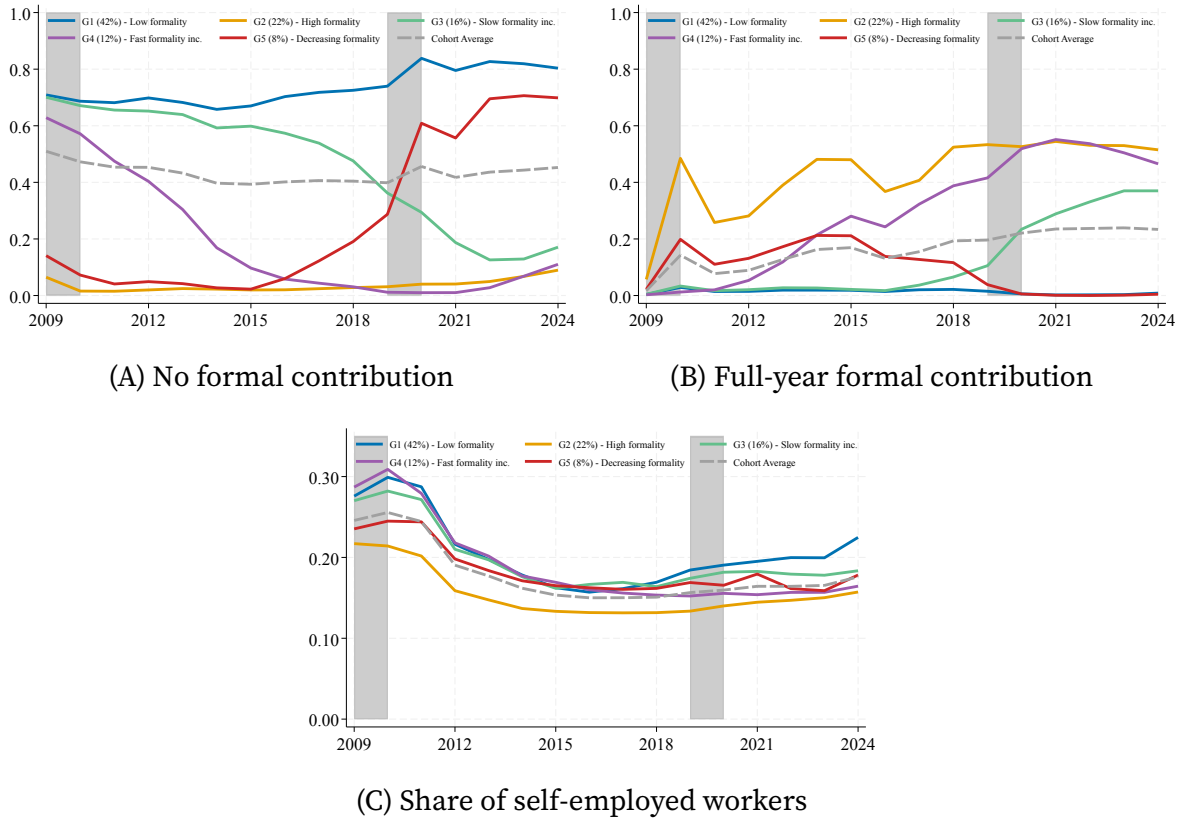 G1 (42%) - Low formality G2 (22%) - High formality G3 (16%) - Slow formality inc.
G4 (12%) - Fast formality inc. G5 (8%) - Decreasing formality Cohort Average
1.0
0.8
0.6
0.4
0.2
0.0
2009 2012 2015 2018 2021 2024
(A) No formal contribution
G1 (42%) - Low formality G2 (22%) - High formality G3 (16%) - Slow formality inc.
G4 (12%) - Fast formality inc. G5 (8%) - Decreasing formality Cohort Average
1.0
0.8
0.6
0.4
0.2
0.0
2009 2012 2015 2018 2021 2024
(B) Full-year formal contribution
G1 (42%) - Low formality G2 (22%) - High formality G3 (16%) - Slow formality inc.
G4 (12%) - Fast formality inc. G5 (8%) - Decreasing formality Cohort Average
0.30
0.20
0.10
0.00
2009 2012 2015 2018 2021 2024
(C) Share of self-employed workers